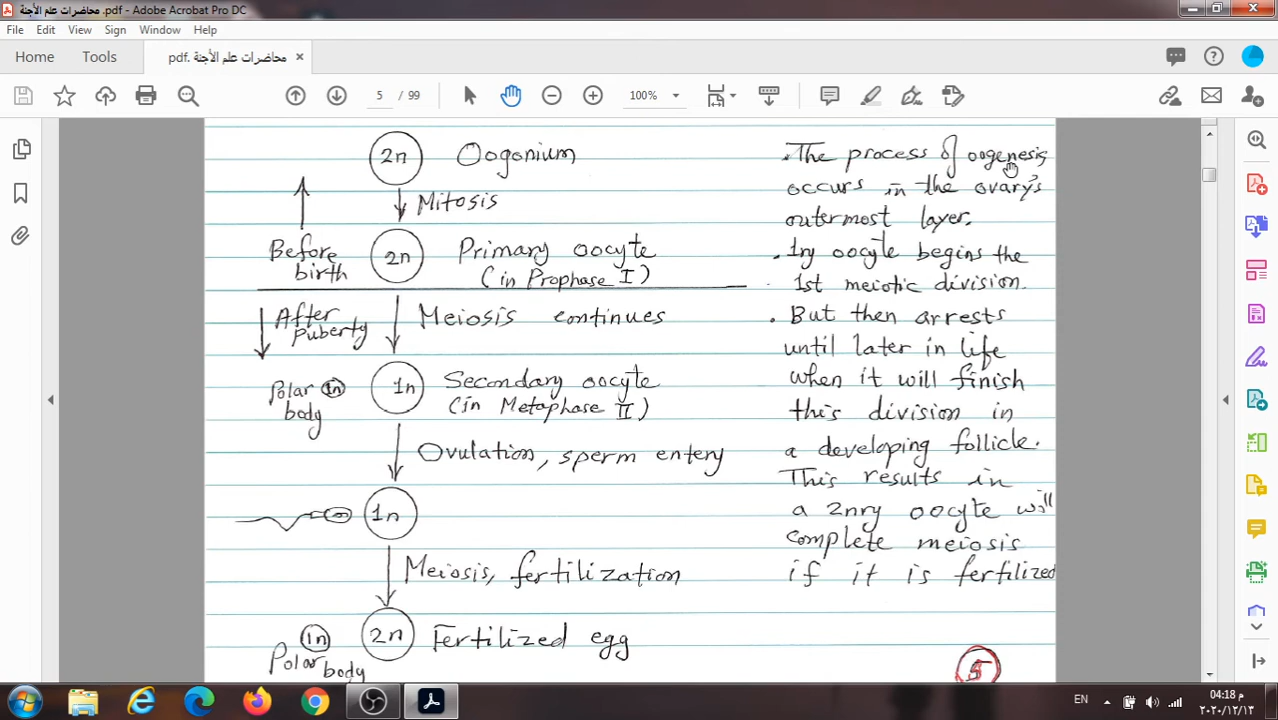 محاضرات علم الأجنة .pdf - Adobe Acrobat Pro DC
File Edit View Sign Window Help
Home Tools محاضرات علم الأجنة .pdf ×
5 / 99 100%
2n Oogonium
Mitosis
Before birth
2n Primary oocyte
(in Prophase I)
After Puberty
Meiosis continues
Polar body 1n
1n Secondary oocyte
(in Metaphase II)
Ovulation, sperm entery
1n
Meiosis, fertilization
1n Polar body
2n Fertilized egg
. The process of oogenesis
occurs in the ovary's
outermost layer.
. 1ry oocyte begins the
1st meiotic division.
. But then arrests
until later in life
when it will finish
this division in
a developing follicle.
This results in
a 2nry oocyte will
complete meiosis
if it is fertilized
5
EN
04:18 م
٢٠٢٠/١٢/١٣